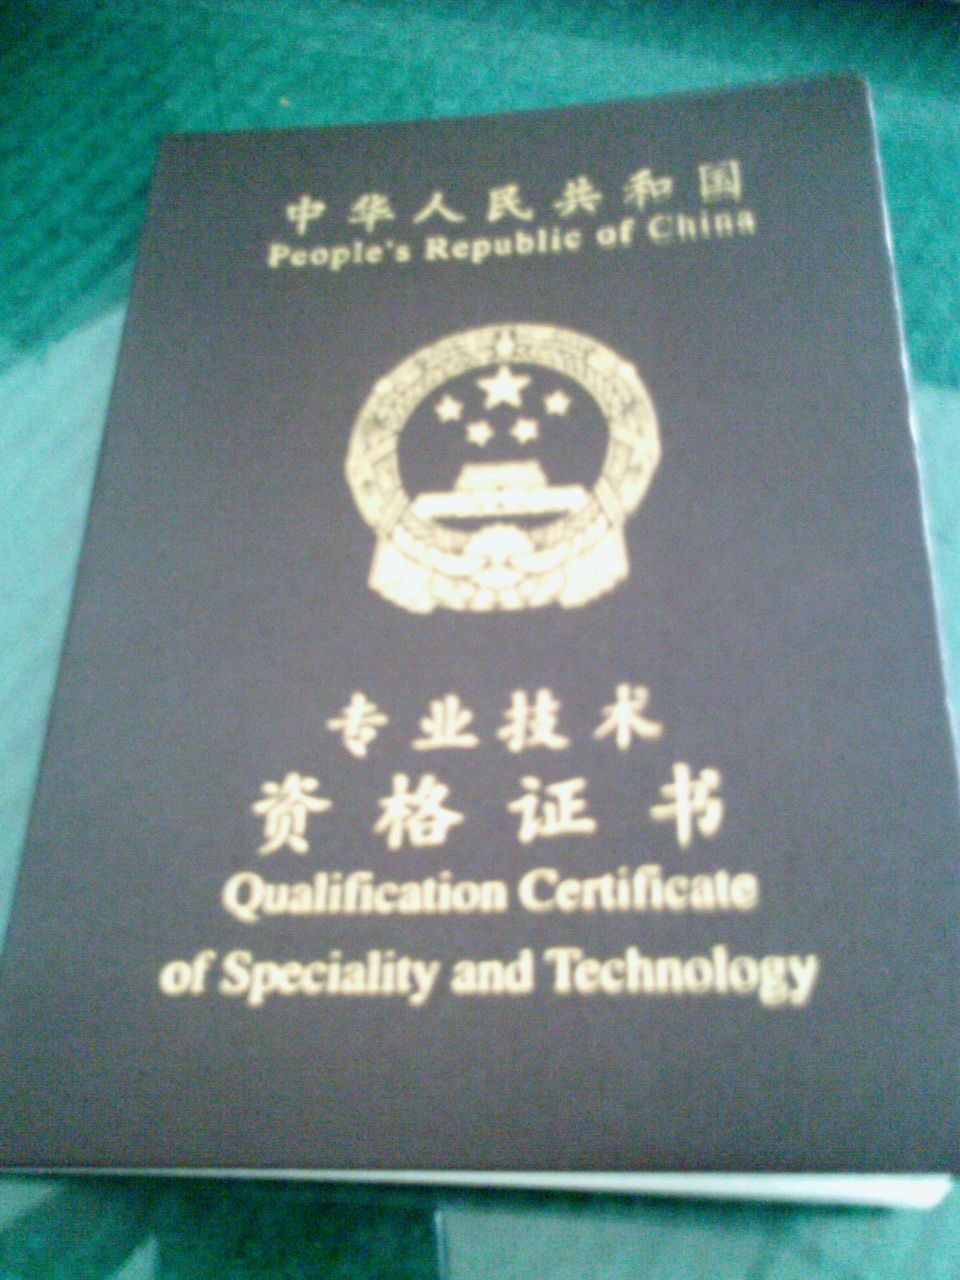 中华人民共和国
People's Republic of China
专业技术
资格证书
Qualification Certificate
of Speciality and Technology